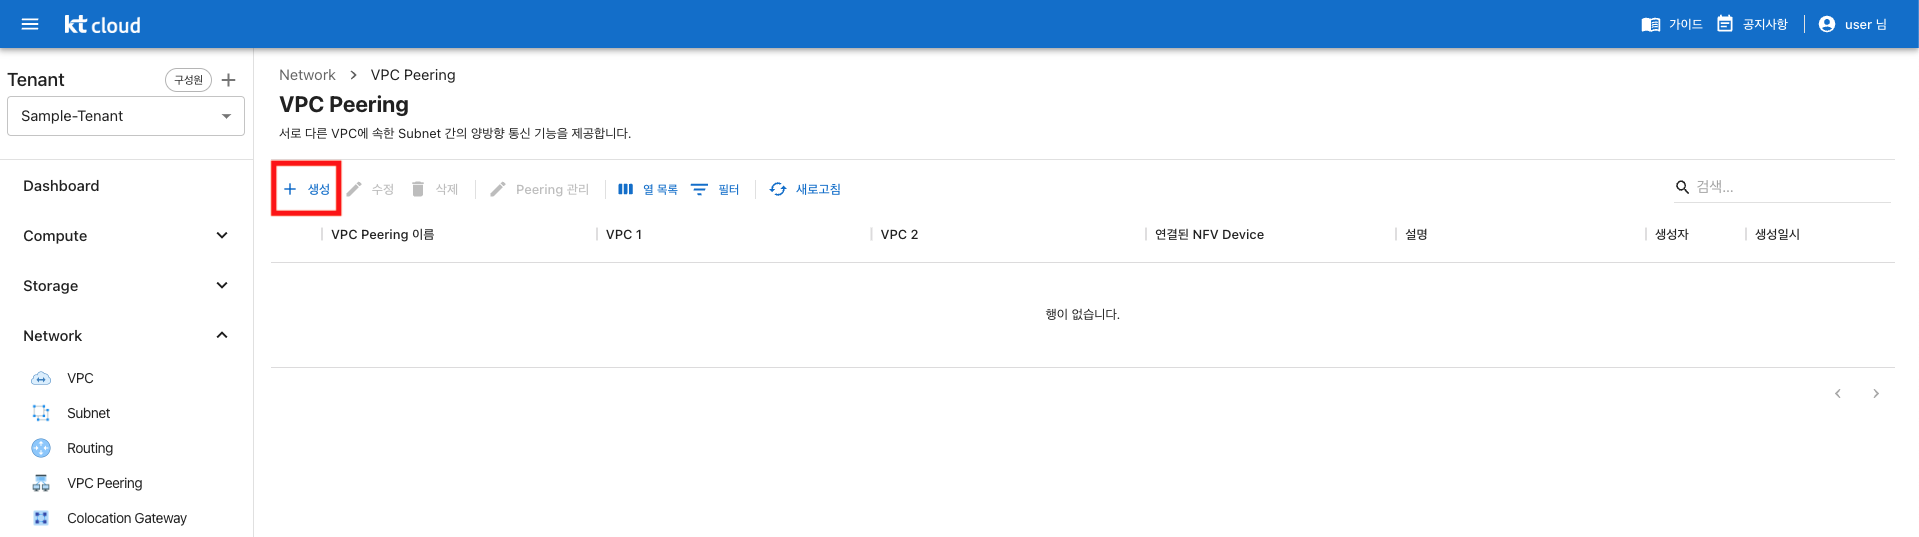 kt cloud
가이드 공지사항 user 님
Tenant 구성원
Sample-Tenant
Dashboard
Compute
Storage
Network
VPC
Subnet
Routing
VPC Peering
Colocation Gateway
Network > VPC Peering
VPC Peering
서로 다른 VPC에 속한 Subnet 간의 양방향 통신 기능을 제공합니다.
+ 생성 수정 삭제 Peering 관리 열 목록 필터 새로고침 검색...
VPC Peering 이름 VPC 1 VPC 2 연결된 NFV Device 설명 생성자 생성일시
행이 없습니다.